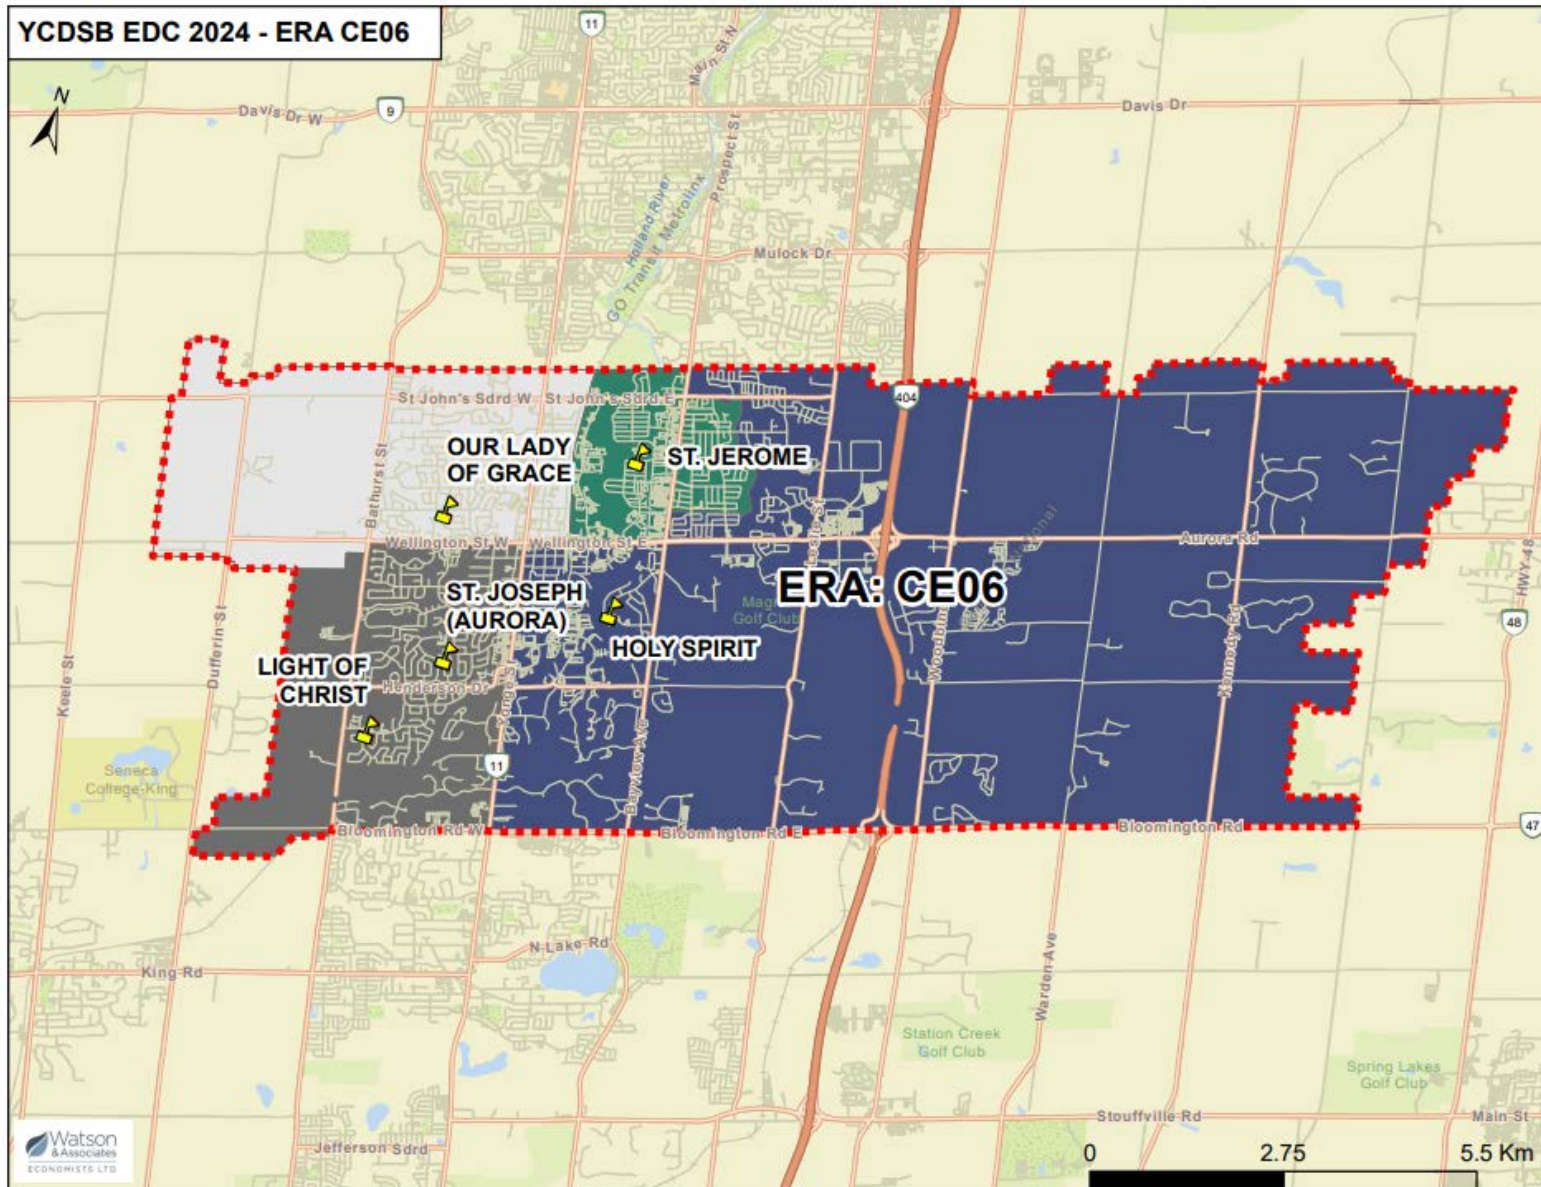 YCDSB EDC 2024 - ERA CE06
11
Main St N
N
Davis Dr W
9
Davis Dr
Prospect St
Holland River
GO Transit Metrolinx
Mulock Dr
St John's Sdrd W
St John's Sdrd E
404
OUR LADY
OF GRACE
ST. JEROME
Bathurst St
Leslie St
Wellington St W
Wellington St E
National
Aurora Rd
HWY-48
ERA: CE06
ST. JOSEPH
(AURORA)
Golf Club
48
HOLY SPIRIT
Dufferin St
Keele St
LIGHT OF
CHRIST
Henderson Dr
Yonge St
Kennedy Rd
Bayview Ave
11
Seneca
College-King
Bloomington Rd W
Bloomington Rd E
Bloomington Rd
47
N Lake Rd
King Rd
Warden Ave
Station Creek
Golf Club
Spring Lakes
Golf Club
Stouffville Rd
Main St
Jefferson Sdrd
Watson
& Associates
ECONOMISTS LTD
0 2.75 5.5 Km